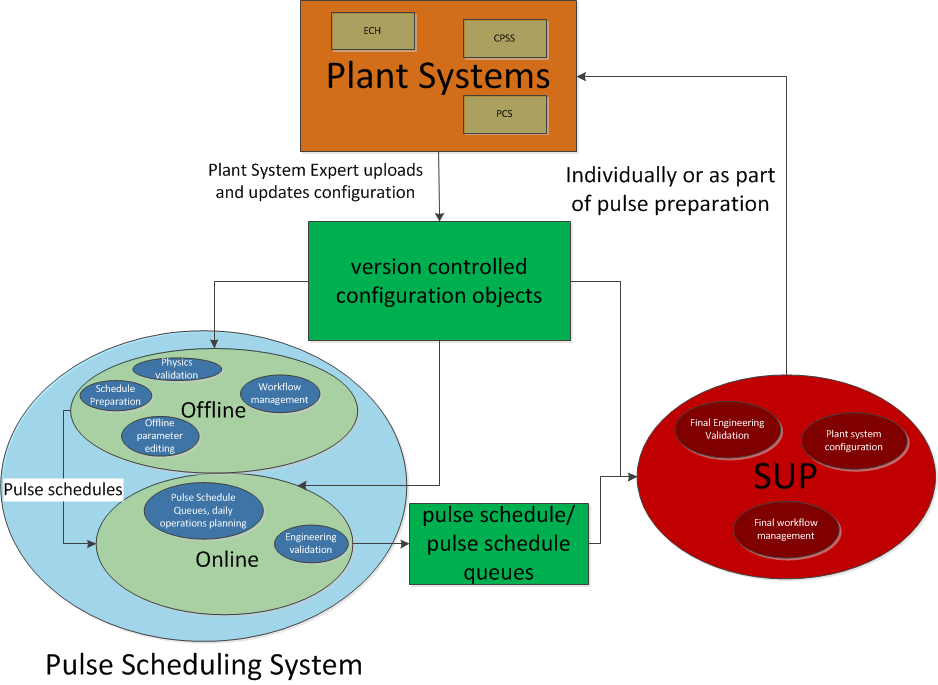 ECH
CPSS
Plant Systems
PCS
Plant System Expert uploads
and updates configuration
Individually or as part
of pulse preparation
version controlled
configuration objects
Physics
validation
Schedule
Preparation
Workflow
management
Offline
Offline
parameter
editing
Pulse schedules
Pulse Schedule
Queues, daily
operations planning
Engineering
validation
Online
pulse schedule/
pulse schedule
queues
Final Engineering
Validation
Plant system
configuration
SUP
Final workflow
management
Pulse Scheduling System